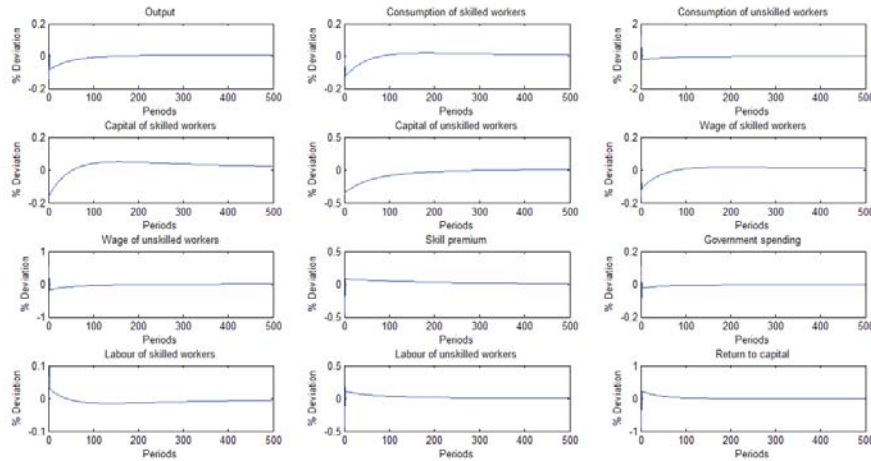 Output
Consumption of skilled workers
Consumption of unskilled workers
% Deviation
0.2
0
-0.2
0 100 200 300 400 500
Periods
% Deviation
0.2
0
-0.2
0 100 200 300 400 500
Periods
% Deviation
2
0
-2
0 100 200 300 400 500
Periods
Capital of skilled workers
Capital of unskilled workers
Wage of skilled workers
% Deviation
0.2
0
-0.2
0 100 200 300 400 500
Periods
% Deviation
0.5
0
-0.5
0 100 200 300 400 500
Periods
% Deviation
0.2
0
-0.2
0 100 200 300 400 500
Periods
Wage of unskilled workers
Skill premium
Government spending
% Deviation
1
0
-1
0 100 200 300 400 500
Periods
% Deviation
0.5
0
-0.5
0 100 200 300 400 500
Periods
% Deviation
0.2
0
-0.2
0 100 200 300 400 500
Periods
Labour of skilled workers
Labour of unskilled workers
Return to capital
% Deviation
0.1
0
-0.1
0 100 200 300 400 500
Periods
% Deviation
0.5
0
-0.5
0 100 200 300 400 500
Periods
% Deviation
1
0
-1
0 100 200 300 400 500
Periods